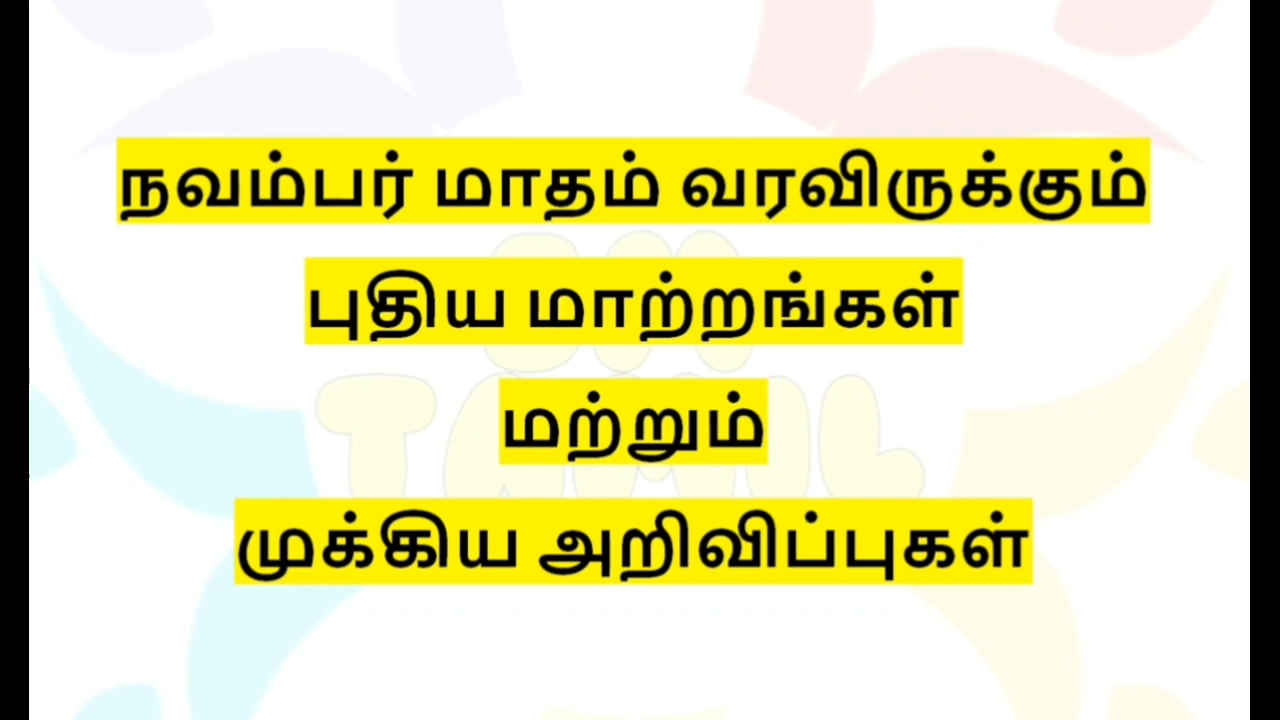 நவம்பர் மாதம் வரவிருக்கும்
புதிய மாற்றங்கள்
மற்றும்
முக்கிய அறிவிப்புகள்